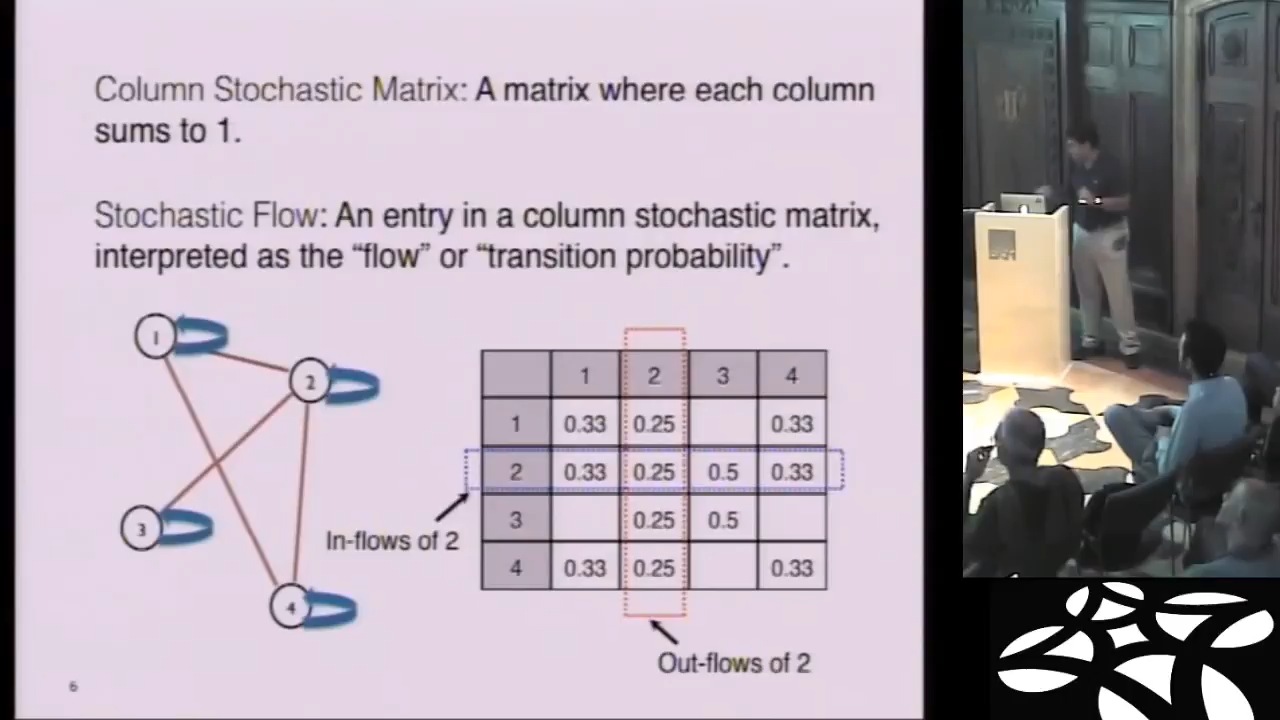 Column Stochastic Matrix: A matrix where each column
sums to 1.
Stochastic Flow: An entry in a column stochastic matrix,
interpreted as the “flow” or “transition probability”.
1
2
3
4
In-flows of 2
1 2 3 4
1 0.33 0.25 0.33
2 0.33 0.25 0.5 0.33
3 0.25 0.5
4 0.33 0.25 0.33
Out-flows of 2
6